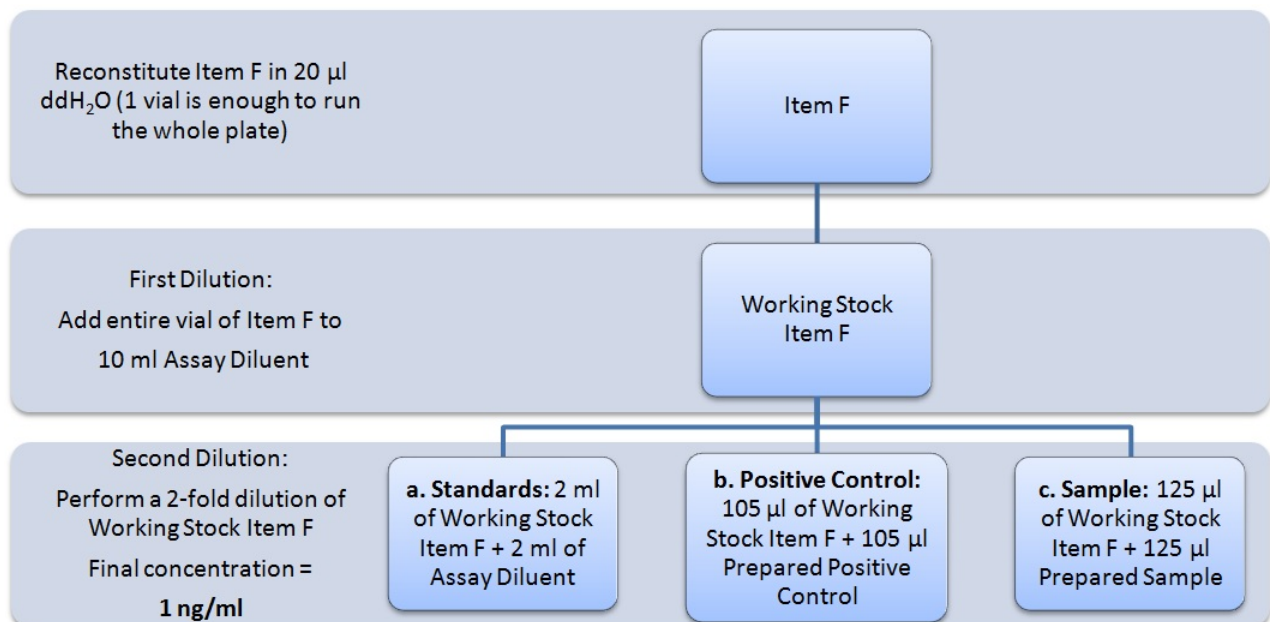 Reconstitute Item F in 20 µl
ddH₂O (1 vial is enough to run
the whole plate)
Item F
First Dilution:
Add entire vial of Item F to
10 ml Assay Diluent
Working Stock
Item F
Second Dilution:
Perform a 2-fold dilution of
Working Stock Item F
Final concentration =
1 ng/ml
a. Standards: 2 ml
of Working Stock
Item F + 2 ml of
Assay Diluent
b. Positive Control:
105 µl of Working
Stock Item F + 105 µl
Prepared Positive
Control
c. Sample: 125 µl
of Working Stock
Item F + 125 µl
Prepared Sample